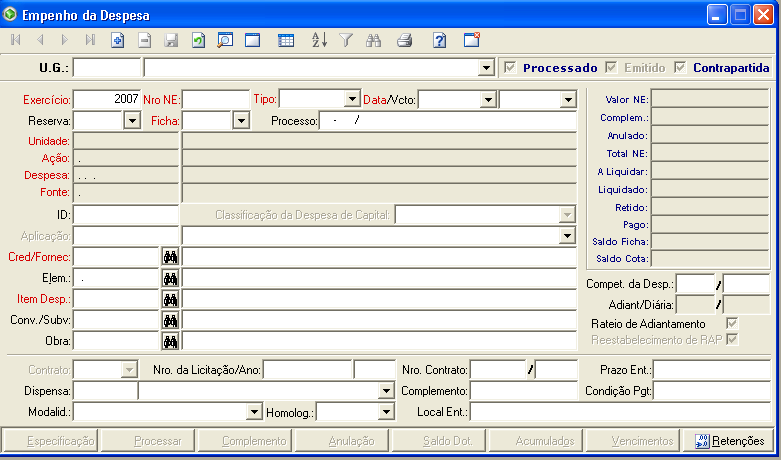 Empenho da Despesa
U.G.: Processado Emitido Contrapartida
Exercício: 2007 Nro NE: Tipo: Data/Vcto: Valor NE:
Reserva: Ficha: Processo: - / Complem.:
Unidade: Anulado:
Ação: . Total NE:
Despesa: . . . A Liquidar:
Fonte: . Liquidado:
ID: Classificação da Despesa de Capital: Retido:
Aplicação: Pago:
Cred/Fornec: Saldo Ficha:
Saldo Cota:
Elem.: . Compet. da Desp.: /
Item Desp.: Adiant/Diária: /
Conv./Subv: Rateio de Adiantamento
Obra: Reestabelecimento de RAP
Contrato: Nro. da Licitação/Ano: Nro. Contrato: / Prazo Ent.:
Dispensa: Complemento: Condição Pgt:
Modalid.: Homolog.: Local Ent.:
Especificação Processar Complemento Anulação Saldo Dot. Acumulados Vencimentos Retenções